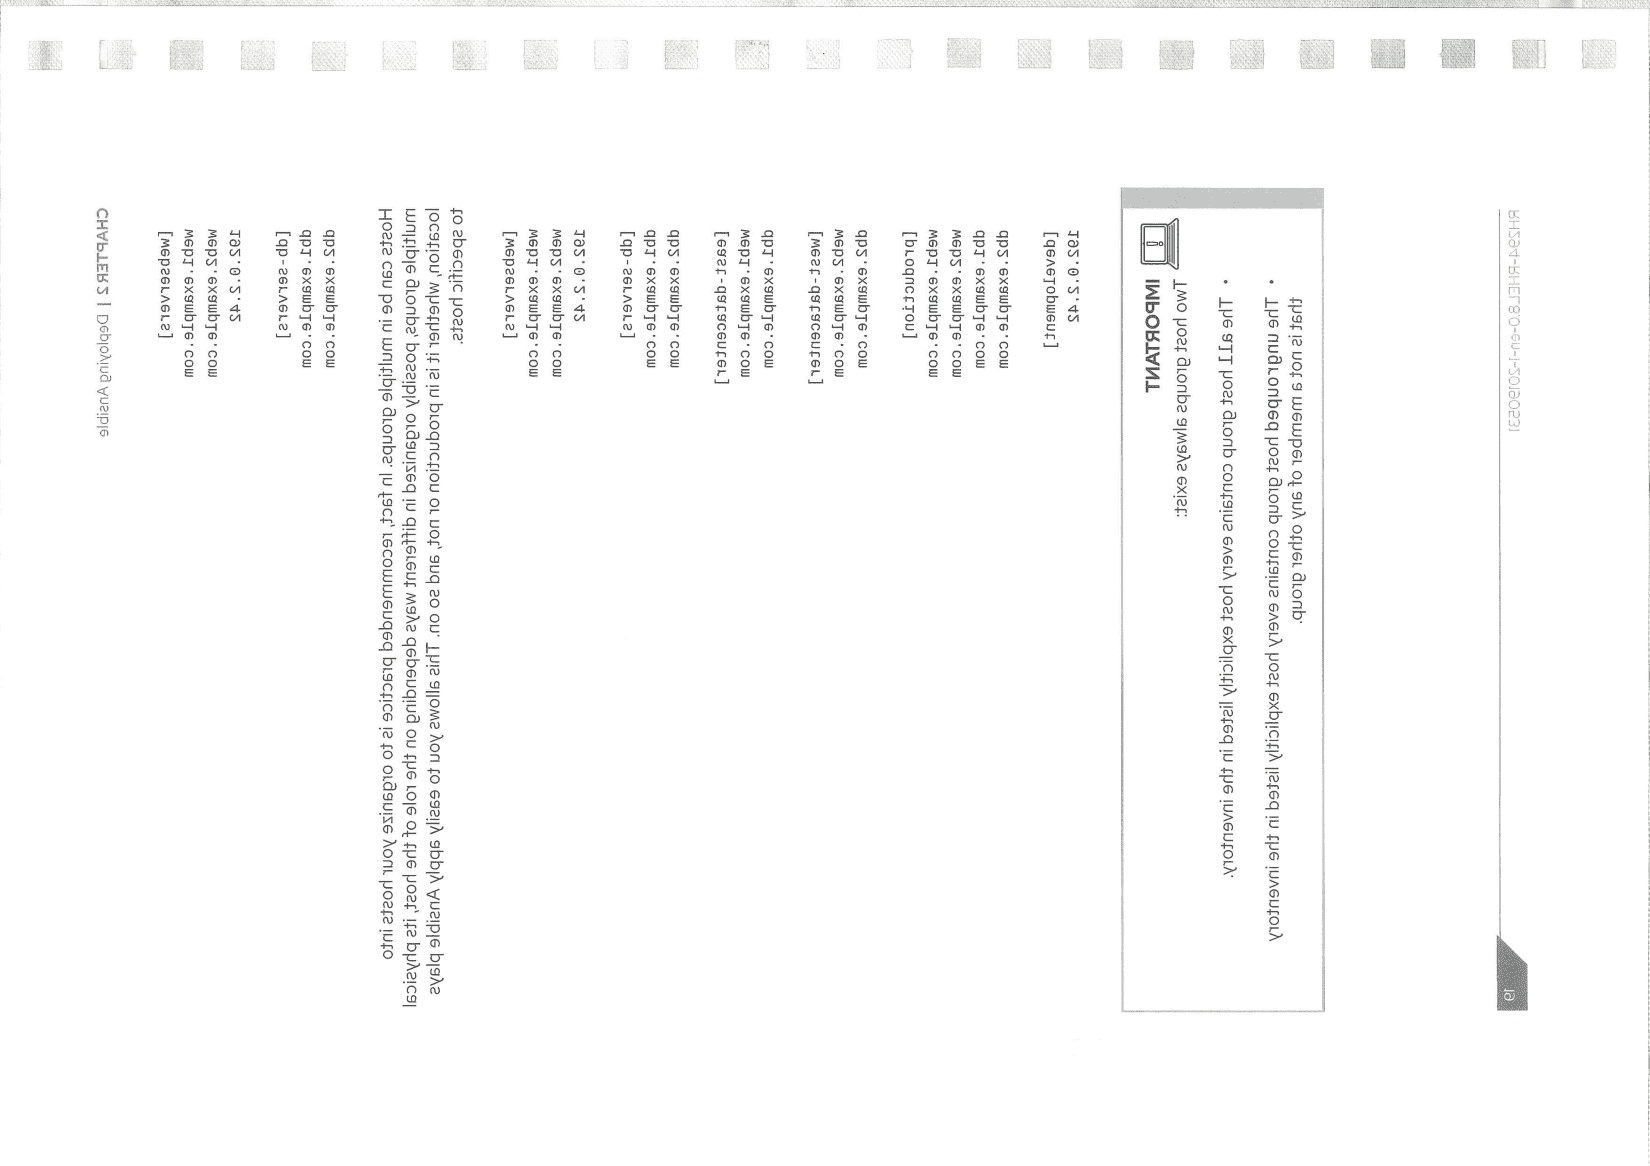 CHAPTER 2 | Deploying Ansible
[webservers]
web1.example.com
web2.example.com
192.0.2.42
[db-servers]
db1.example.com
db2.example.com
Hosts can be in multiple groups. In fact, recommended practice is to organize your hosts into
multiple groups, possibly organized in different ways depending on the role of the host, its physical
location, whether it is in production or not, and so on. This allows you to easily apply Ansible plays
to specific hosts.
[webservers]
web1.example.com
web2.example.com
192.0.2.42
[db-servers]
db1.example.com
db2.example.com
[east-datacenter]
web1.example.com
db1.example.com
[west-datacenter]
web2.example.com
db2.example.com
[production]
web1.example.com
web2.example.com
db1.example.com
db2.example.com
[development]
192.0.2.42
IMPORTANT
Two host groups always exist:
• The all host group contains every host explicitly listed in the inventory.
• The ungrouped host group contains every host explicitly listed in the inventory
that is not a member of any other group.
RH294-RHEL8.0-en-1-20190531
19